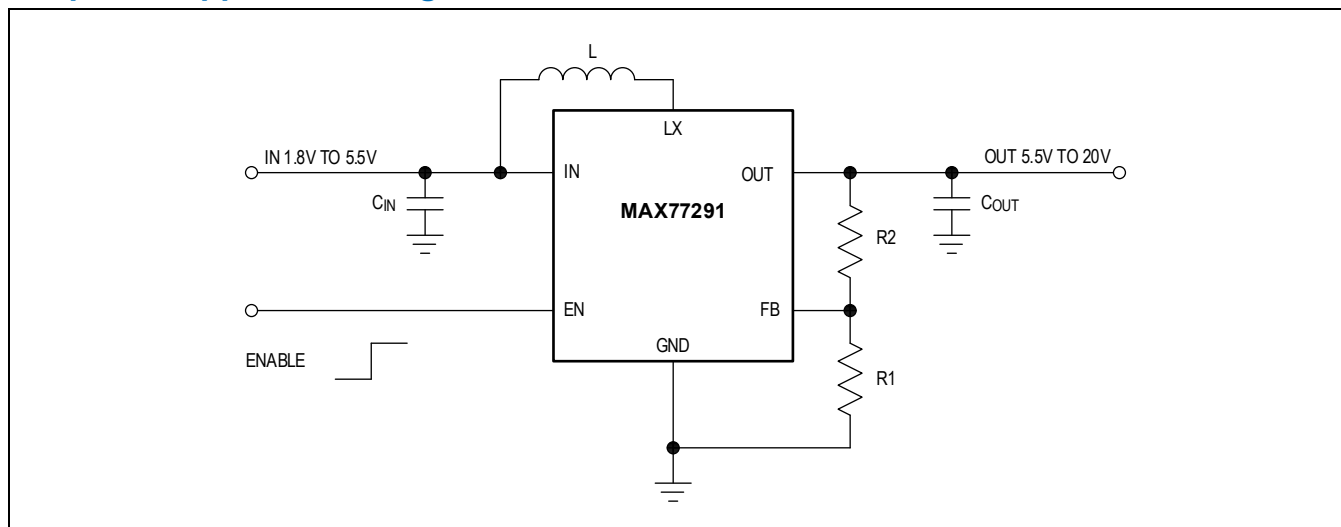 L
LX
IN 1.8V TO 5.5V
IN
OUT
OUT 5.5V TO 20V
CIN
MAX77291
COUT
R2
EN
FB
GND
ENABLE
R1